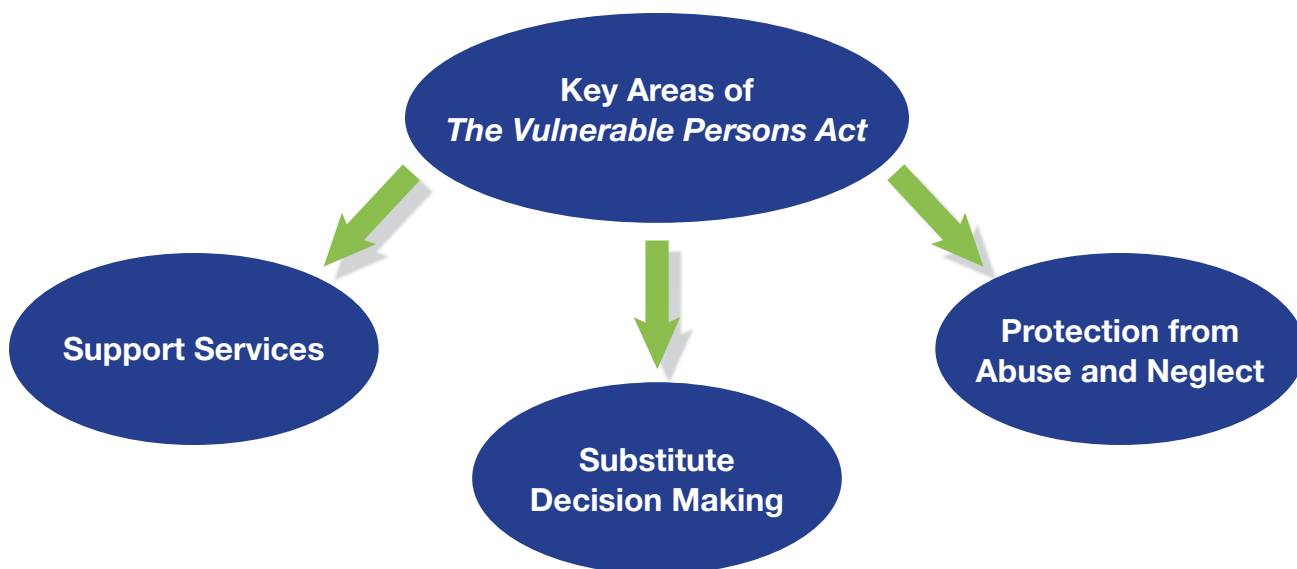 Key Areas of
The Vulnerable Persons Act
Support Services
Substitute
Decision Making
Protection from
Abuse and Neglect